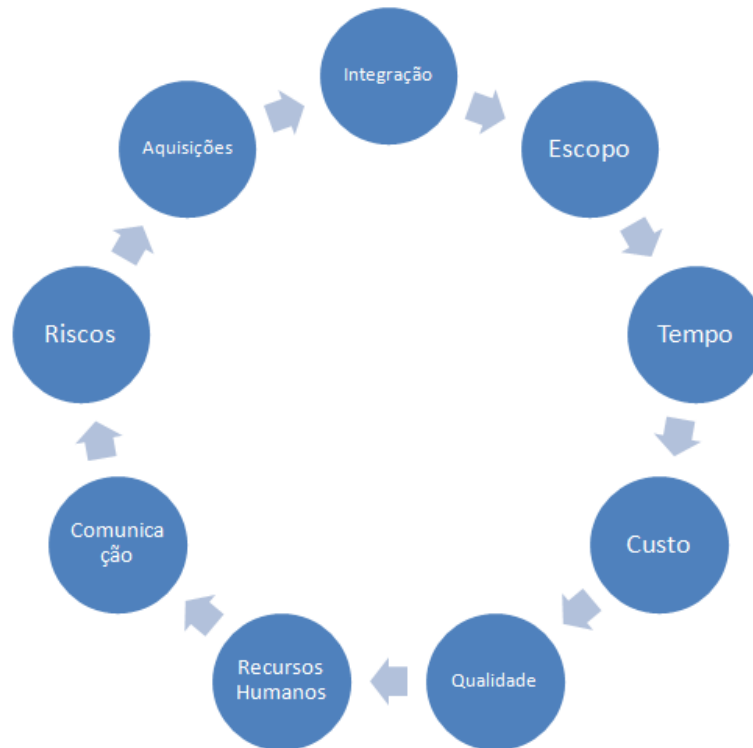 Integração
Escopo
Tempo
Custo
Qualidade
Recursos
Humanos
Comunica
ção
Riscos
Aquisições